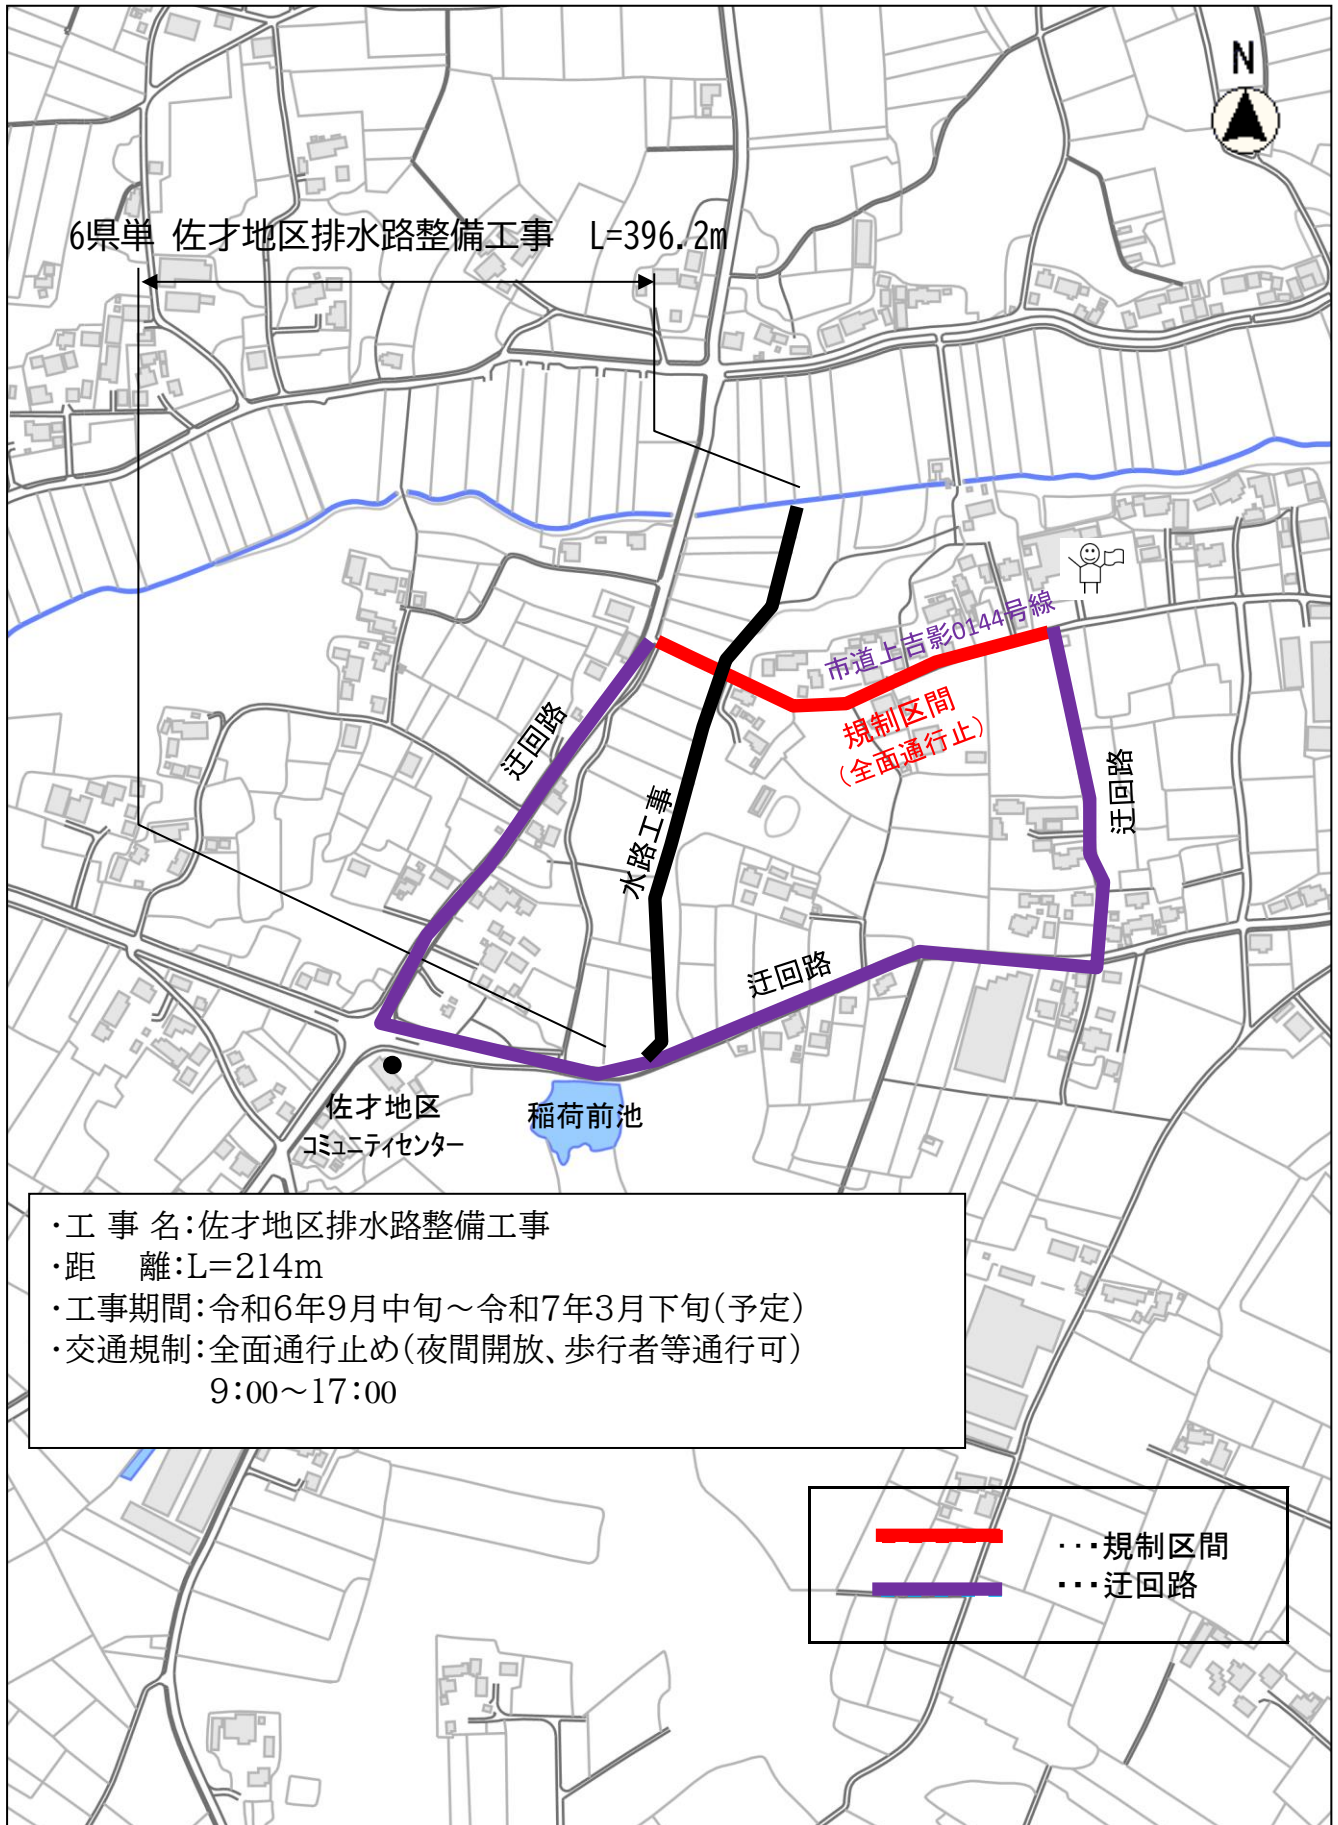 N
6県単 佐才地区排水路整備工事 L=396.2m
市道上吉影0144号線
規制区間
(全面通行止)
迂回路
迂回路
水路工事
迂回路
佐才地区
コミュニティセンター
稲荷前池
・工 事 名:佐才地区排水路整備工事
・距 離:L=214m
・工事期間:令和6年9月中旬～令和7年3月下旬(予定)
・交通規制:全面通行止め(夜間開放、歩行者等通行可)
9:00～17:00
・・・規制区間
・・・迂回路